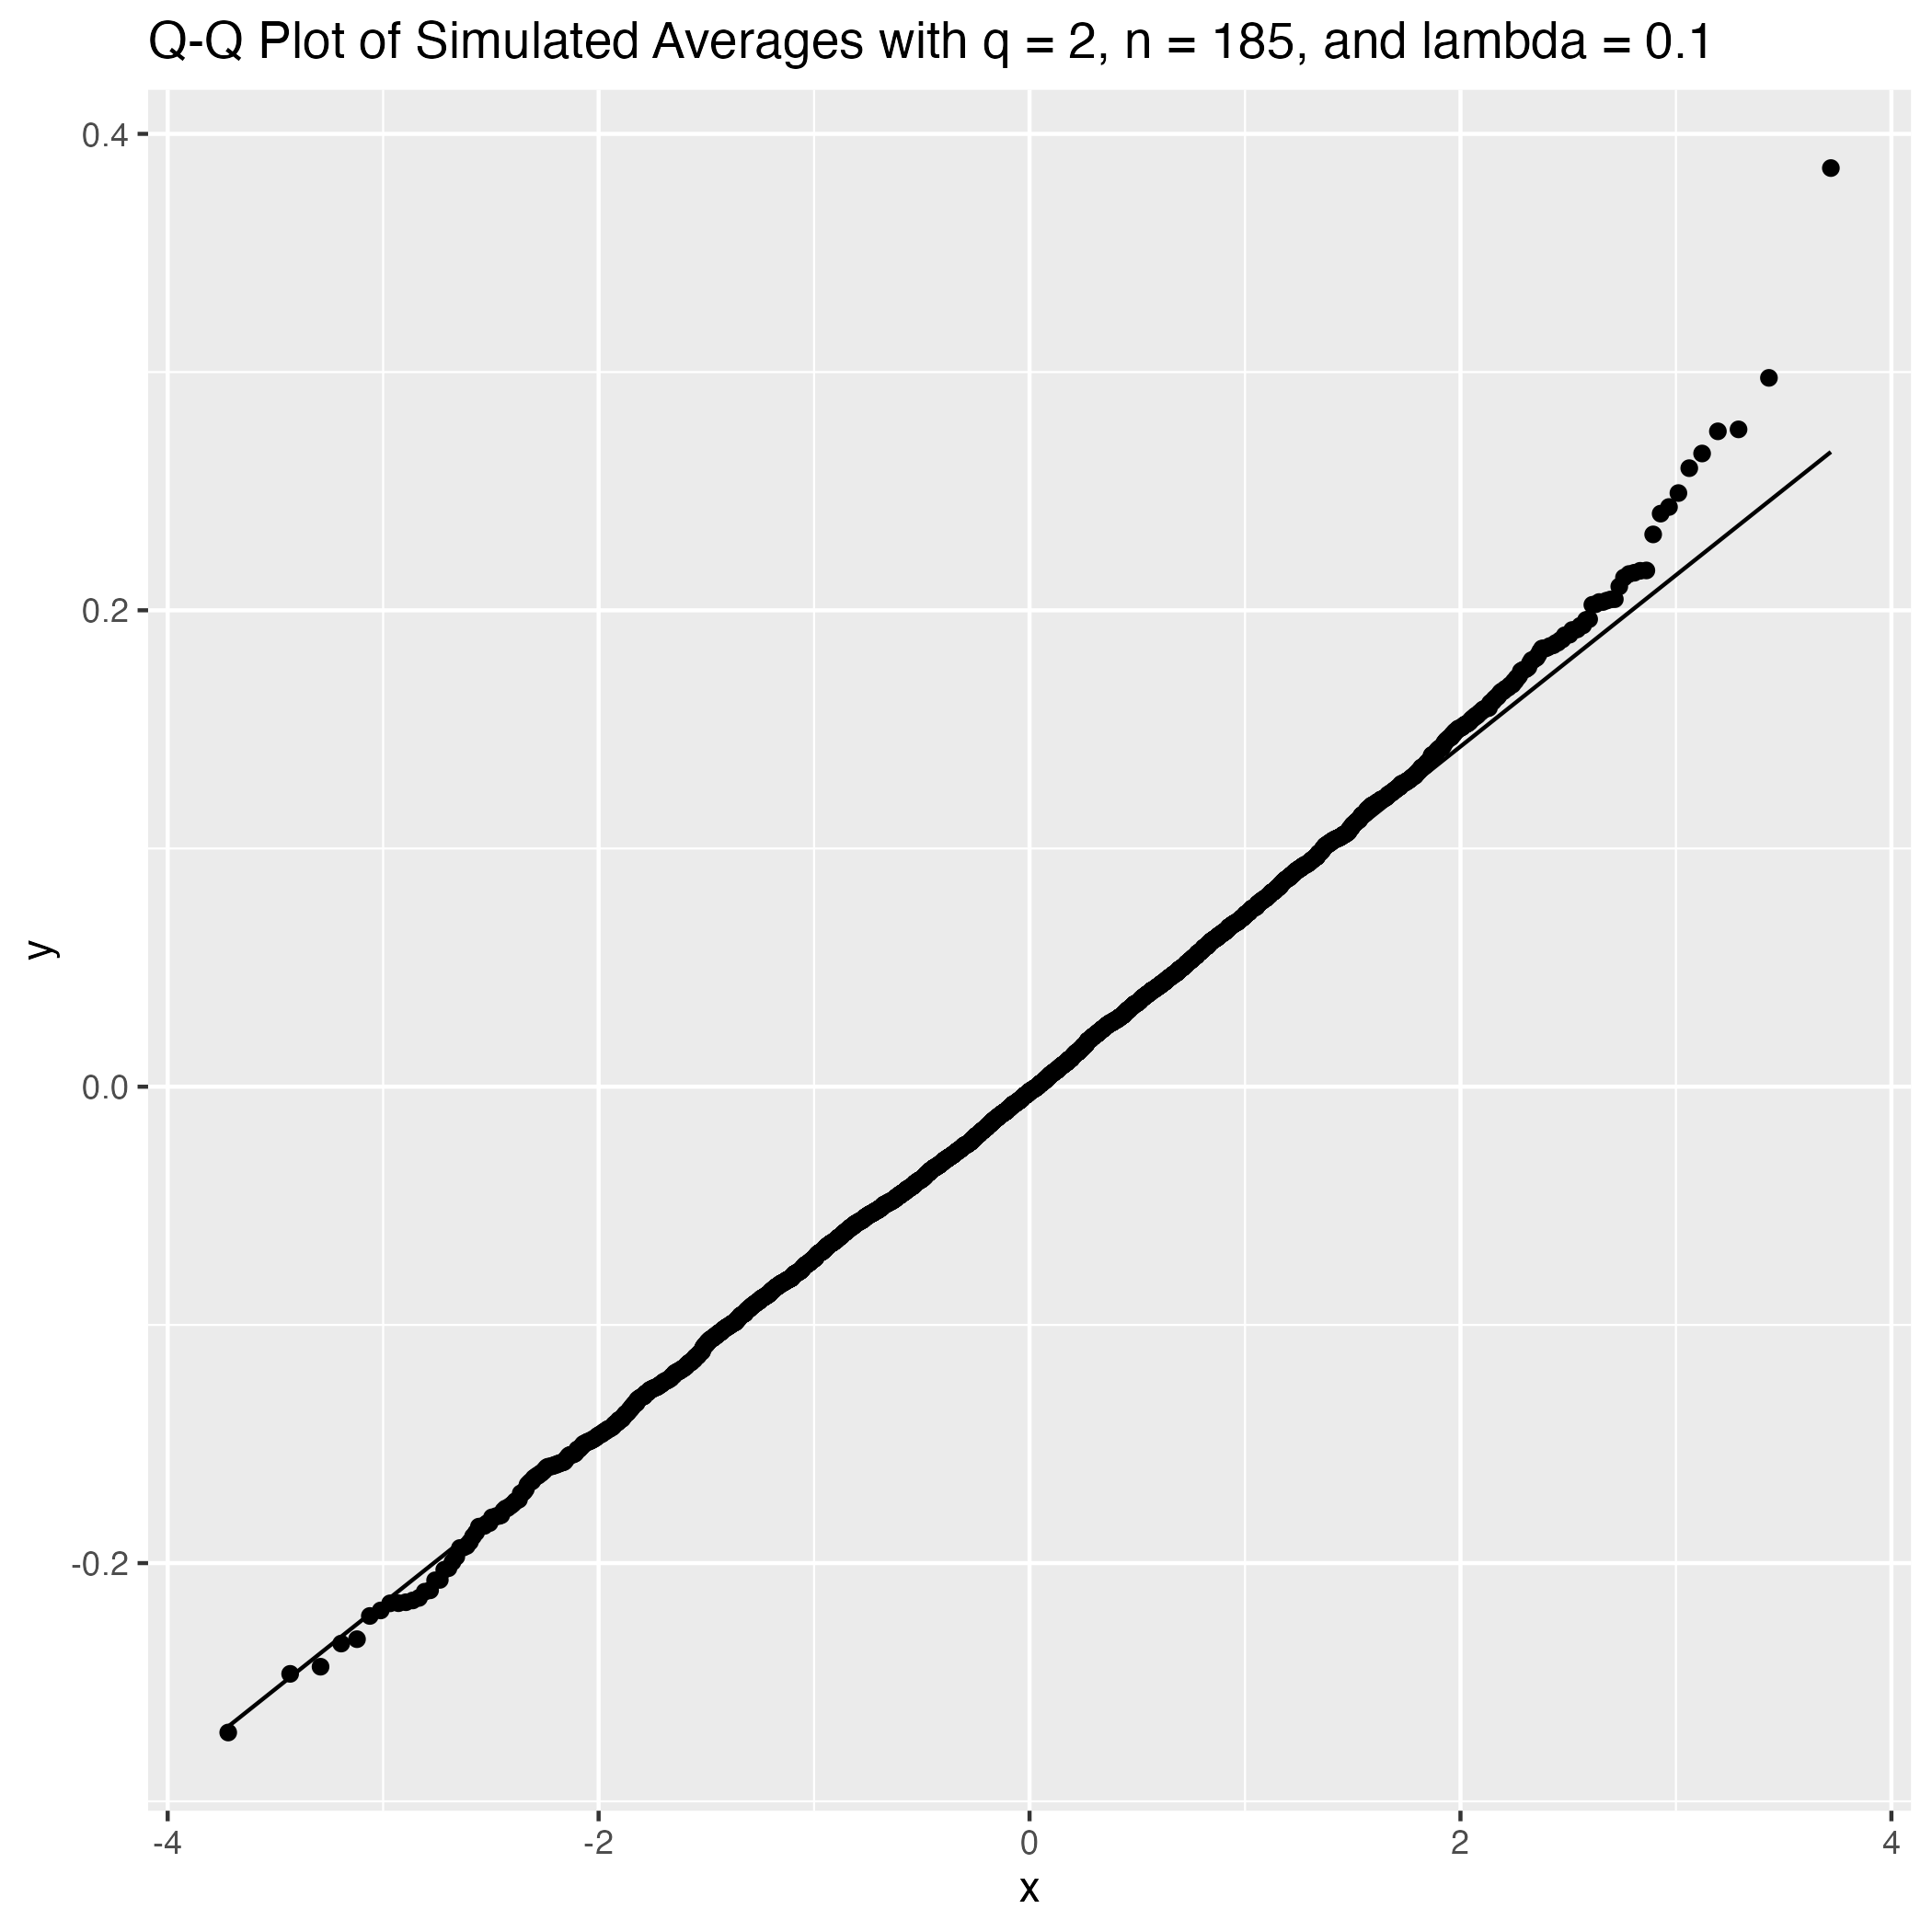 Q-Q Plot of Simulated Averages with q = 2, n = 185, and lambda = 0.1
0.4
0.2
0.0
-0.2
y
-4 -2 0 2 4
x